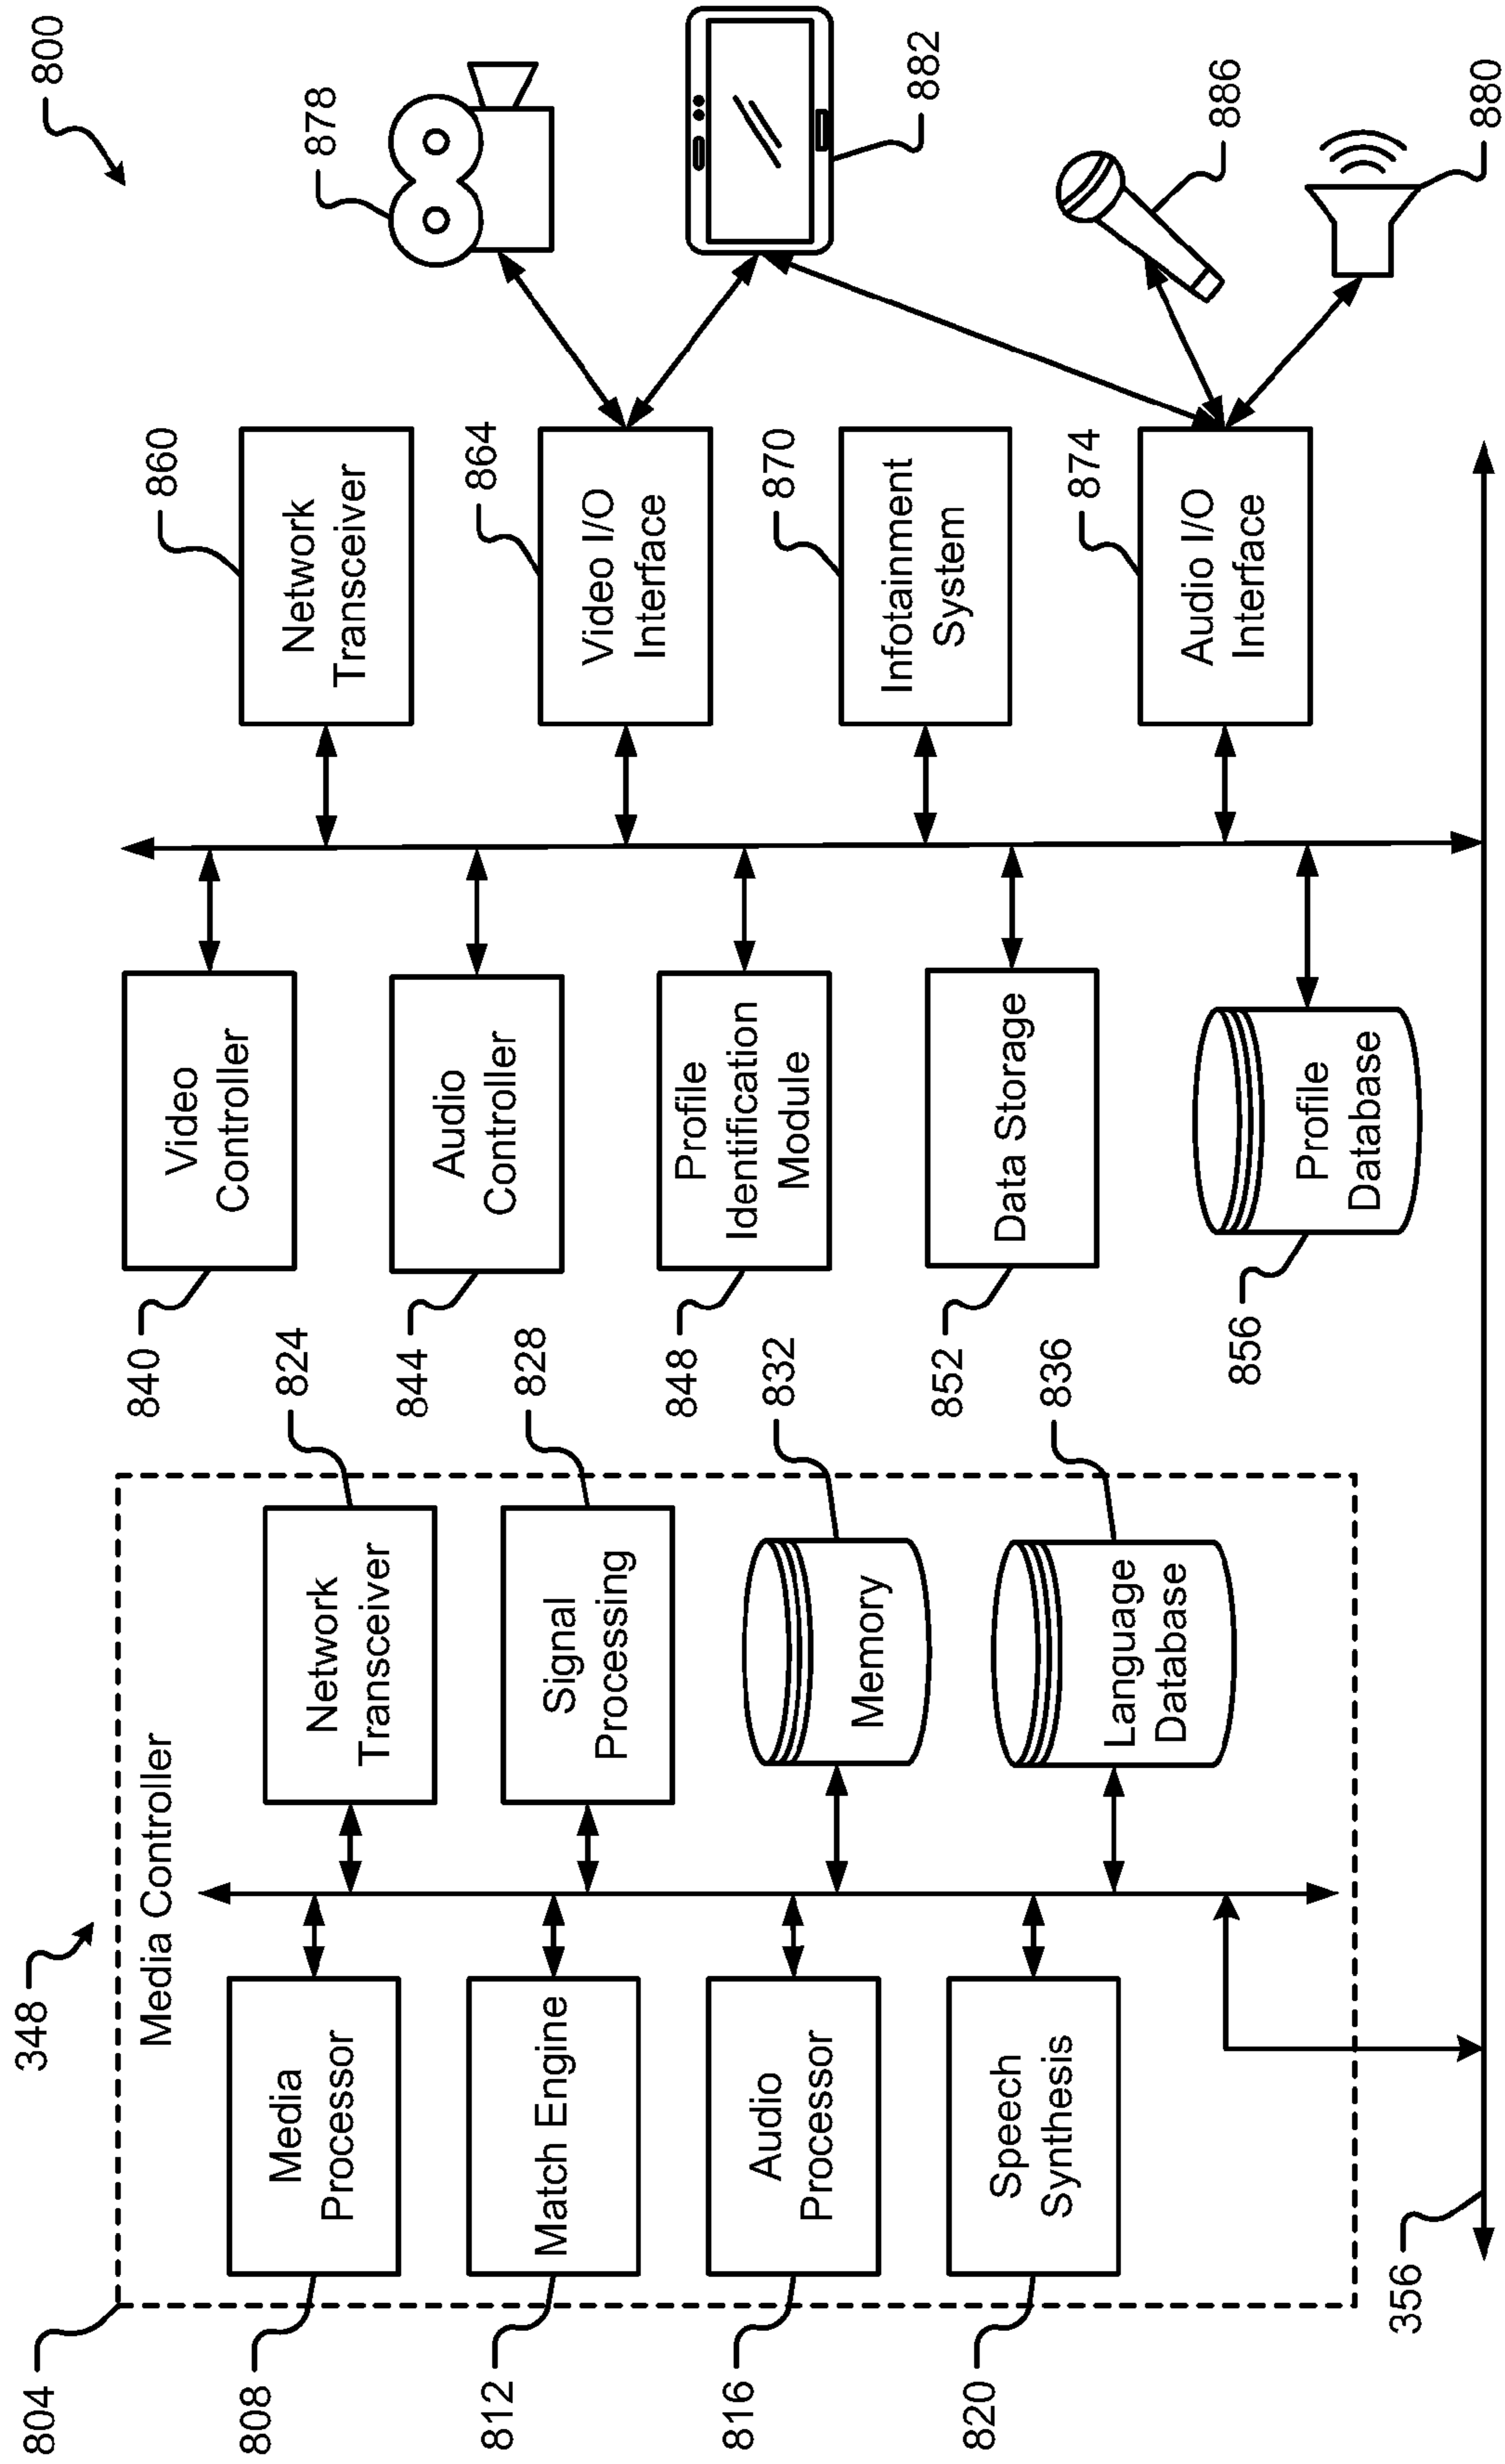 800
348
804
Media Controller
808
Media
Processor
812
Match Engine
816
Audio
Processor
820
Speech
Synthesis
824
Network
Transceiver
828
Signal
Processing
832
Memory
836
Language
Database
840
Video
Controller
844
Audio
Controller
848
Profile
Identification
Module
852
Data Storage
856
Profile
Database
860
Network
Transceiver
864
Video I/O
Interface
870
Infotainment
System
874
Audio I/O
Interface
878
882
886
880
356